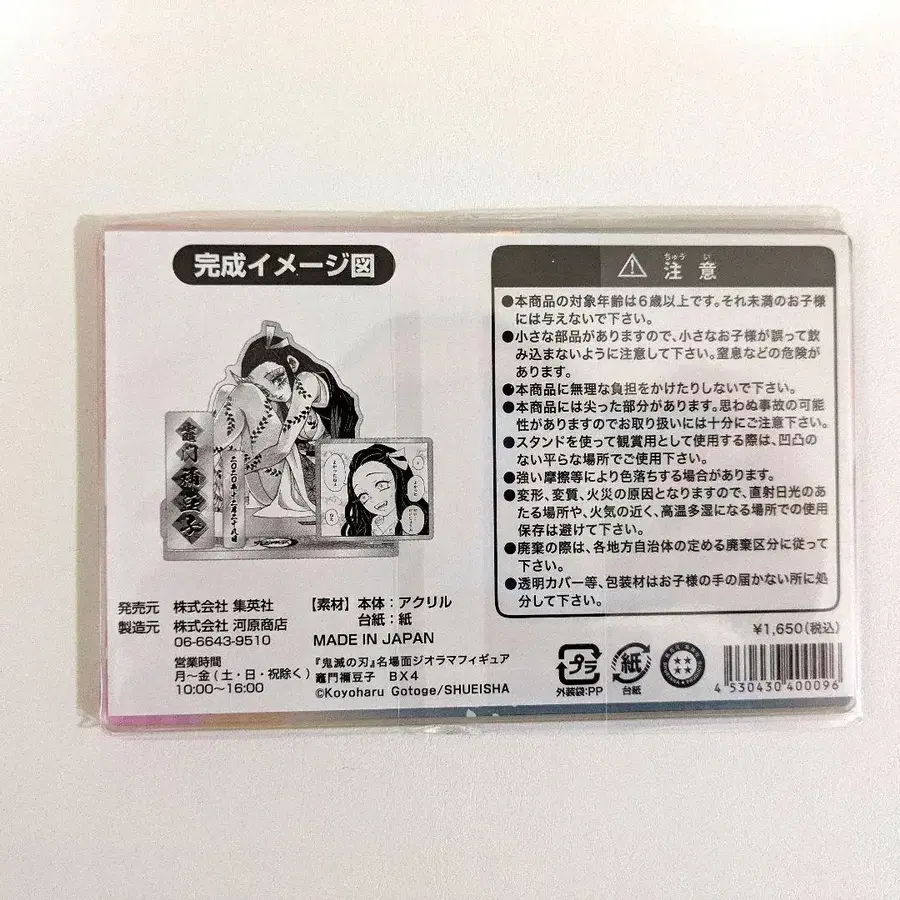 完成イメージ図
竈門 禰豆子
発売元 株式会社 集英社
製造元 株式会社 河原商店
06-6643-9510
営業時間
月〜金(土・日・祝除く)
10:00〜16:00
【素材】本体:アクリル
台紙:紙
MADE IN JAPAN
『鬼滅の刃』名場面ジオラマフィギュア
竈門禰豆子 BX4
©Koyoharu Gotoge/SHUEISHA
ちゅう い
注意
●本商品の対象年齢は6歳以上です。それ未満のお子様
には与えないで下さい。
●小さな部品がありますので、小さなお子様が誤って飲
み込まないように注意して下さい。窒息などの危険が
あります。
●本商品に無理な負担をかけたりしないで下さい。
●本商品には尖った部分があります。思わぬ事故の可能
性がありますのでお取り扱いには十分にご注意下さい。
●スタンドを使って観賞用として使用する際は、凹凸の
ない平らな場所でご使用下さい。
●強い摩擦等により色落ちする場合があります。
●変形、変質、火災の原因となりますので、直射日光のあ
たる場所や、火気の近く、高温多湿になる場所での使用
保存は避けて下さい。
●廃棄の際は、各地方自治体の定める廃棄区分に従って
下さい。
●透明カバー等、包装材はお子様の手の届かない所に処
分して下さい。
¥1,650(税込)
プラ
外装袋:PP
紙
台紙
4 530430 400096